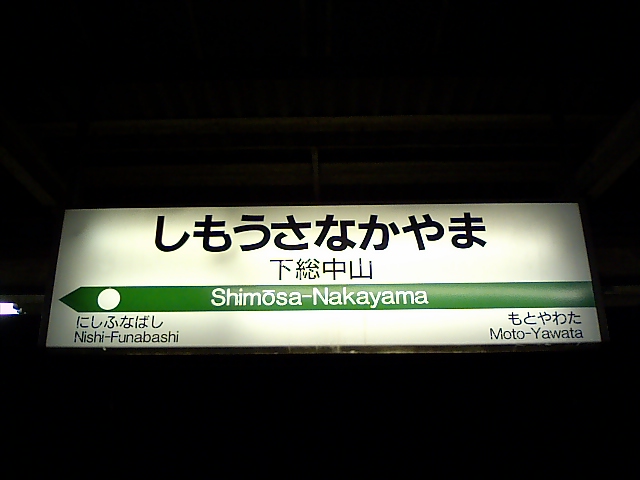 しもうさなかやま
下総中山
Shimōsa-Nakayama
にしふなばし
Nishi-Funabashi
もとやわた
Moto-Yawata